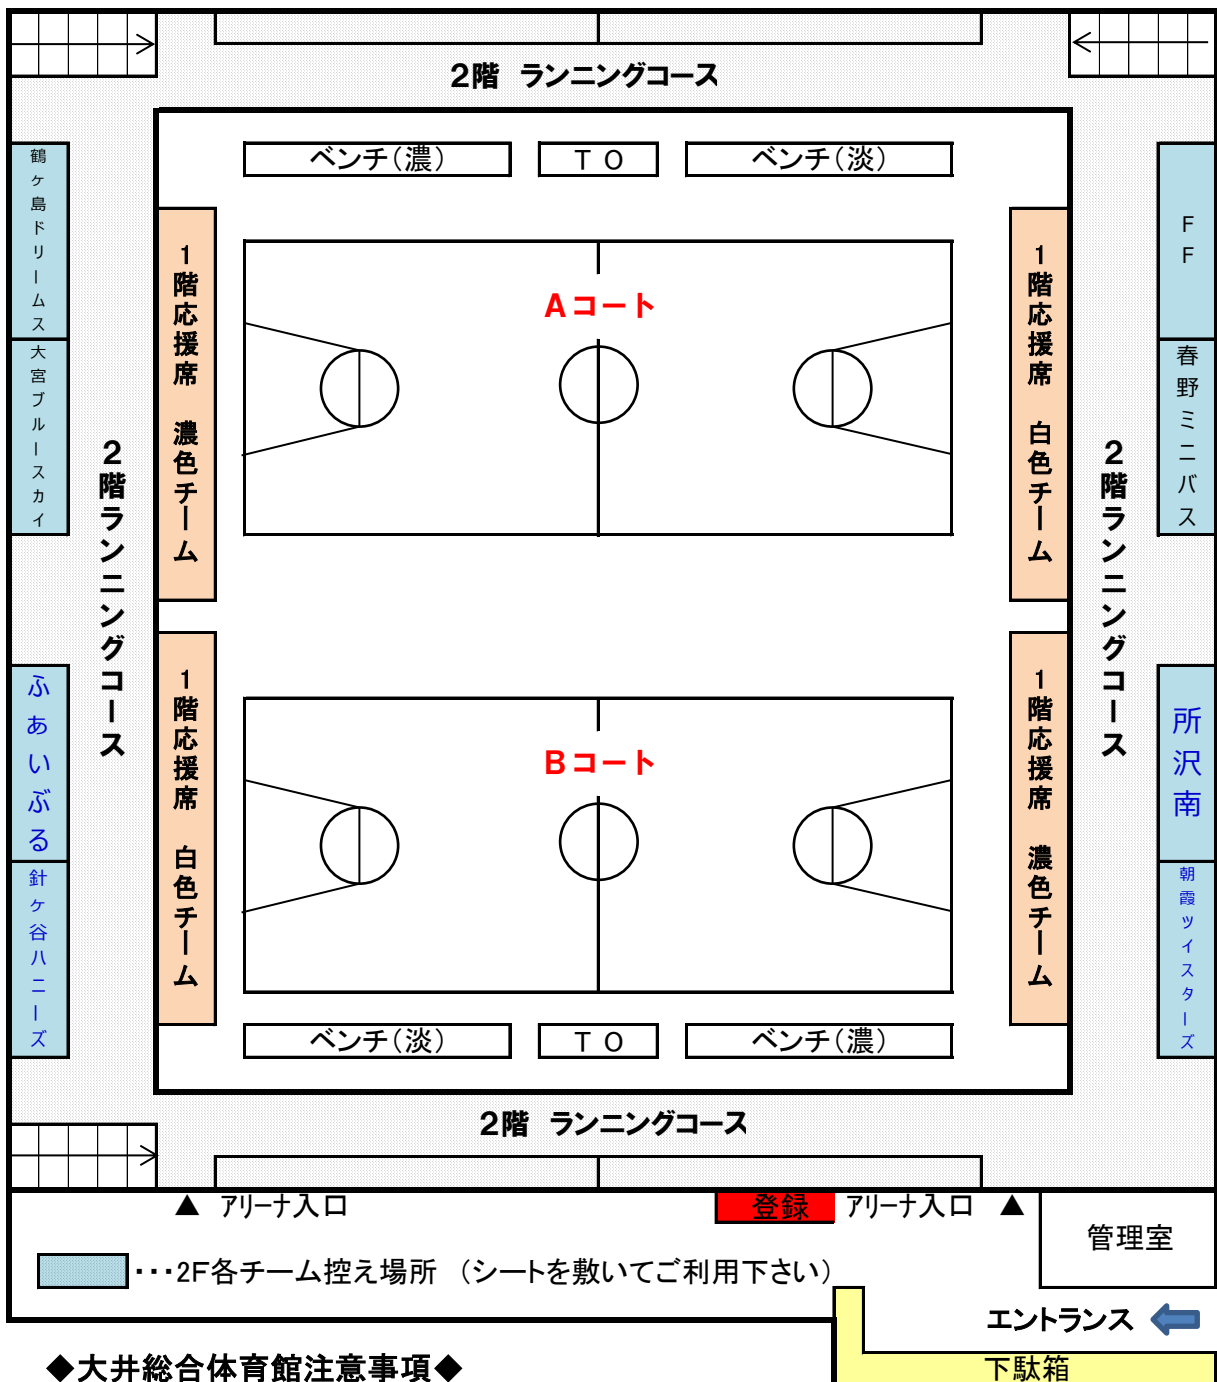 2階 ランニングコース
ベンチ（濃）
ＴＯ
ベンチ（淡）
鶴ヶ島ドリームス
大宮ブルースカイ
2階ランニングコース
1階応援席 濃色チーム
Aコート
1階応援席 白色チーム
2階ランニングコース
ＦＦ
春野ミニバス
ふぁいぶる
針ヶ谷ハニーズ
1階応援席 白色チーム
Bコート
1階応援席 濃色チーム
所沢南
朝霞ツイスターズ
ベンチ（淡）
ＴＯ
ベンチ（濃）
2階 ランニングコース
▲ アリーナ入口
登録
アリーナ入口 ▲
管理室
・・・2F各チーム控え場所 （シートを敷いてご利用下さい）
エントランス
下駄箱
◆大井総合体育館注意事項◆